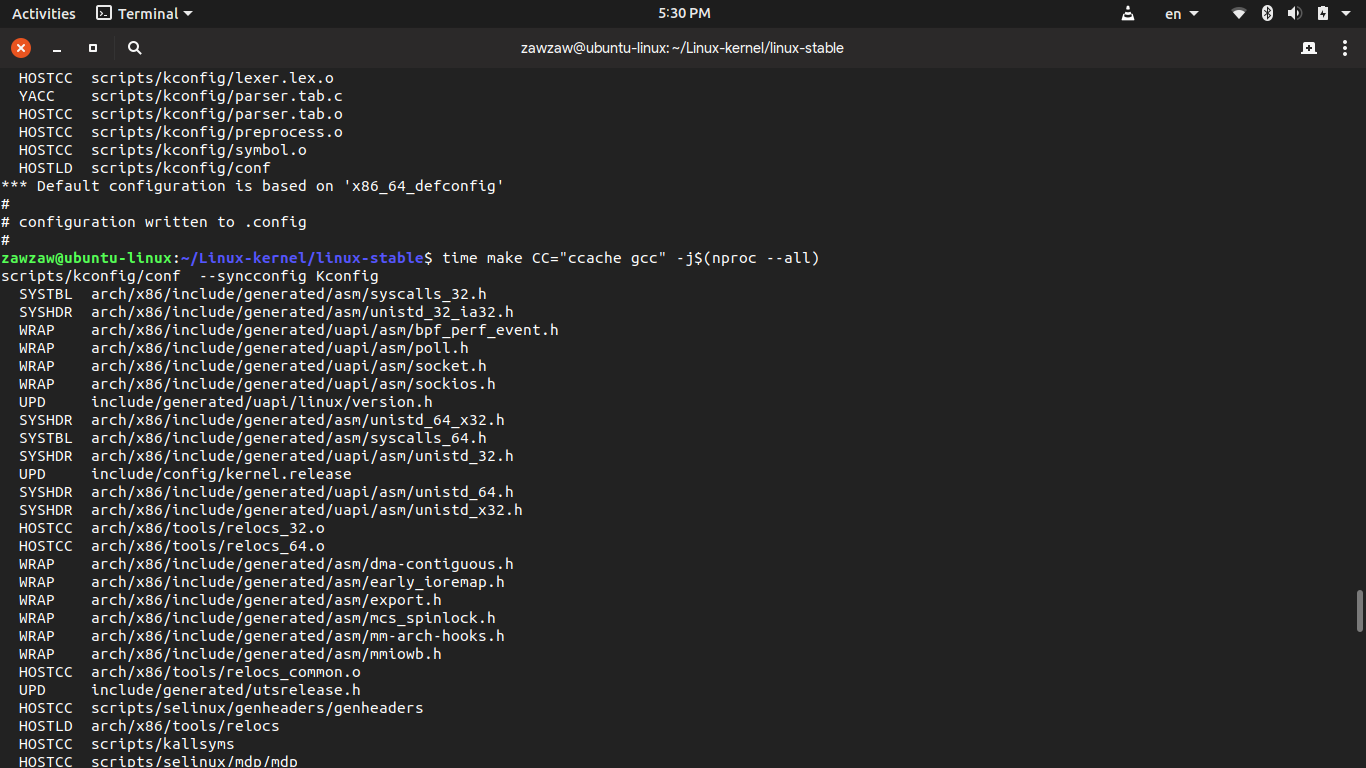 Activities Terminal 5:30 PM en
zawzaw@ubuntu-linux: ~/Linux-kernel/linux-stable
HOSTCC scripts/kconfig/lexer.lex.o
YACC scripts/kconfig/parser.tab.c
HOSTCC scripts/kconfig/parser.tab.o
HOSTCC scripts/kconfig/preprocess.o
HOSTCC scripts/kconfig/symbol.o
HOSTLD scripts/kconfig/conf
*** Default configuration is based on 'x86_64_defconfig'
#
# configuration written to .config
#
zawzaw@ubuntu-linux:~/Linux-kernel/linux-stable$ time make CC="ccache gcc" -j$(nproc --all)
scripts/kconfig/conf --syncconfig Kconfig
SYSTBL arch/x86/include/generated/asm/syscalls_32.h
SYSHDR arch/x86/include/generated/asm/unistd_32_ia32.h
WRAP arch/x86/include/generated/uapi/asm/bpf_perf_event.h
WRAP arch/x86/include/generated/uapi/asm/poll.h
WRAP arch/x86/include/generated/uapi/asm/socket.h
WRAP arch/x86/include/generated/uapi/asm/sockios.h
UPD include/generated/uapi/linux/version.h
SYSHDR arch/x86/include/generated/asm/unistd_64_x32.h
SYSTBL arch/x86/include/generated/asm/syscalls_64.h
SYSHDR arch/x86/include/generated/uapi/asm/unistd_32.h
UPD include/config/kernel.release
SYSHDR arch/x86/include/generated/uapi/asm/unistd_64.h
SYSHDR arch/x86/include/generated/uapi/asm/unistd_x32.h
HOSTCC arch/x86/tools/relocs_32.o
HOSTCC arch/x86/tools/relocs_64.o
WRAP arch/x86/include/generated/asm/dma-contiguous.h
WRAP arch/x86/include/generated/asm/early_ioremap.h
WRAP arch/x86/include/generated/asm/export.h
WRAP arch/x86/include/generated/asm/mcs_spinlock.h
WRAP arch/x86/include/generated/asm/mm-arch-hooks.h
WRAP arch/x86/include/generated/asm/mmiowb.h
HOSTCC arch/x86/tools/relocs_common.o
UPD include/generated/utsrelease.h
HOSTCC scripts/selinux/genheaders/genheaders
HOSTLD arch/x86/tools/relocs
HOSTCC scripts/kallsyms
HOSTCC scripts/selinux/mdp/mdp